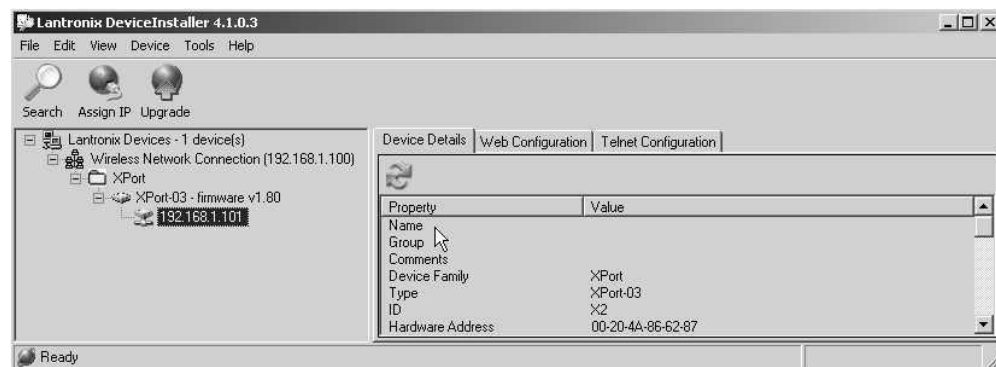 Lantronix DeviceInstaller 4.1.0.3
File Edit View Device Tools Help
Search Assign IP Upgrade
Lantronix Devices - 1 device(s)
Wireless Network Connection (192.168.1.100)
XPort
XPort-03 - firmware v1.80
192.168.1.101
Device Details Web Configuration Telnet Configuration
Property Value
Name
Group
Comments
Device Family XPort
Type XPort-03
ID X2
Hardware Address 00-20-4A-86-62-87
Ready